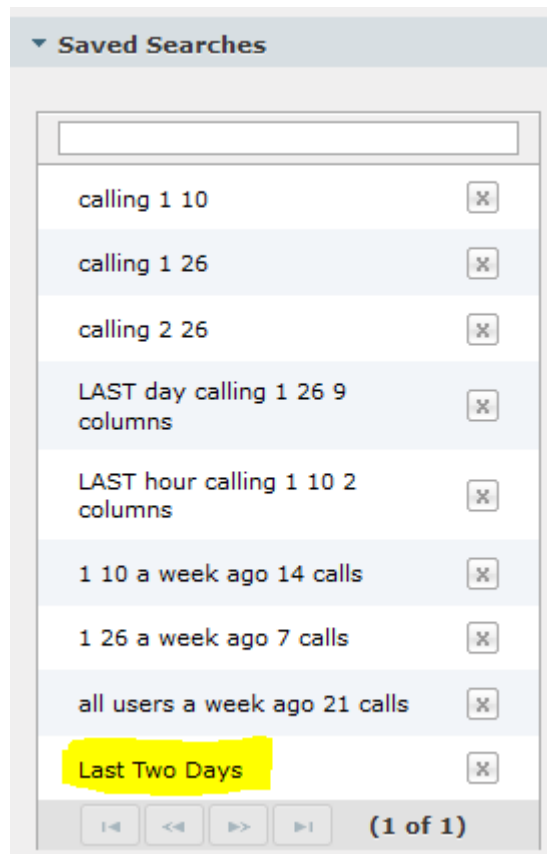 Saved Searches
calling 1 10
calling 1 26
calling 2 26
LAST day calling 1 26 9
columns
LAST hour calling 1 10 2
columns
1 10 a week ago 14 calls
1 26 a week ago 7 calls
all users a week ago 21 calls
Last Two Days
(1 of 1)